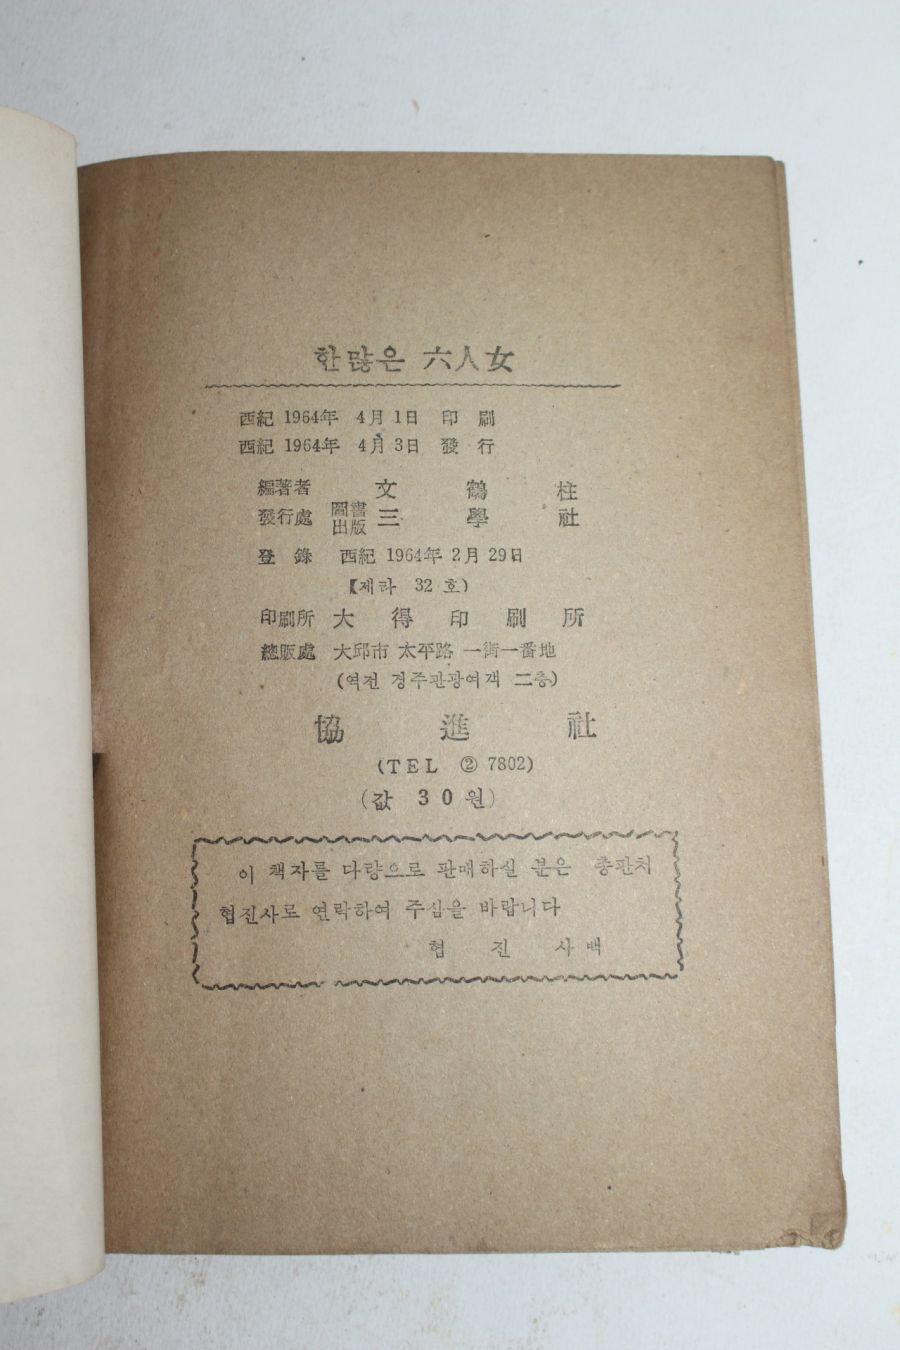 한많은 六人女
西紀 1964年 4月 1日 印刷
西紀 1964年 4月 3日 發行
編著者 文鶴柱
發行處 圖書出版 三學社
登錄 西紀 1964年 2月 29日
【제라 32 호)
印刷所 大得印刷所
總販處 大邱市 太平路 一街一番地
(역전 경주관광여객 二층)
協進社
(TEL ② 7802)
(값 30원)
이 책자를 다량으로 판매하실 분은 총판처
협진사로 연락하여 주심을 바랍니다
협진사백